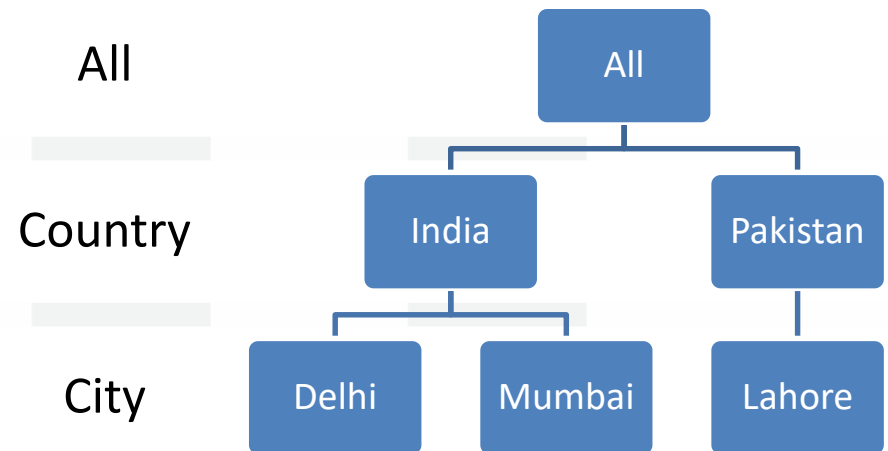 All
All
Country
India
Pakistan
City
Delhi
Mumbai
Lahore